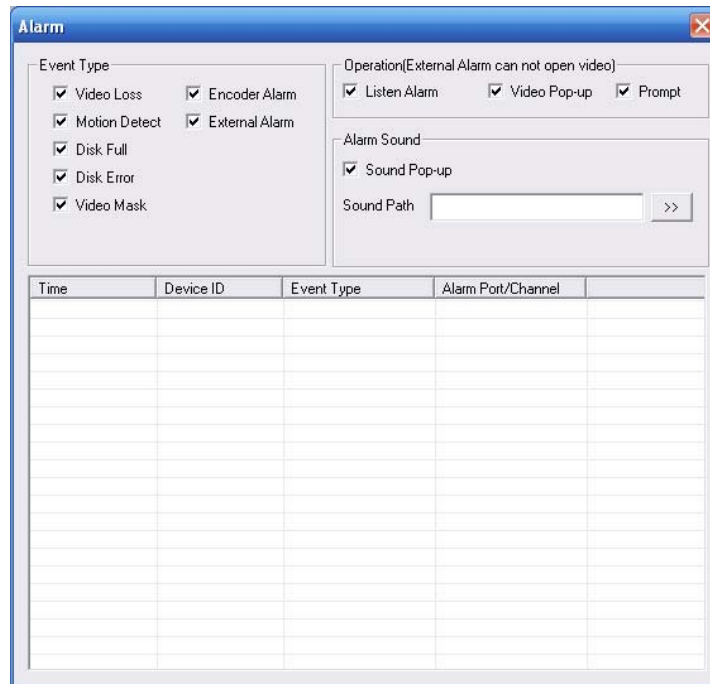 Alarm
Event Type
Video Loss Encoder Alarm
Motion Detect External Alarm
Disk Full
Disk Error
Video Mask
Operation(External Alarm can not open video)
Listen Alarm Video Pop-up Prompt
Alarm Sound
Sound Pop-up
Sound Path >>
Time Device ID Event Type Alarm Port/Channel